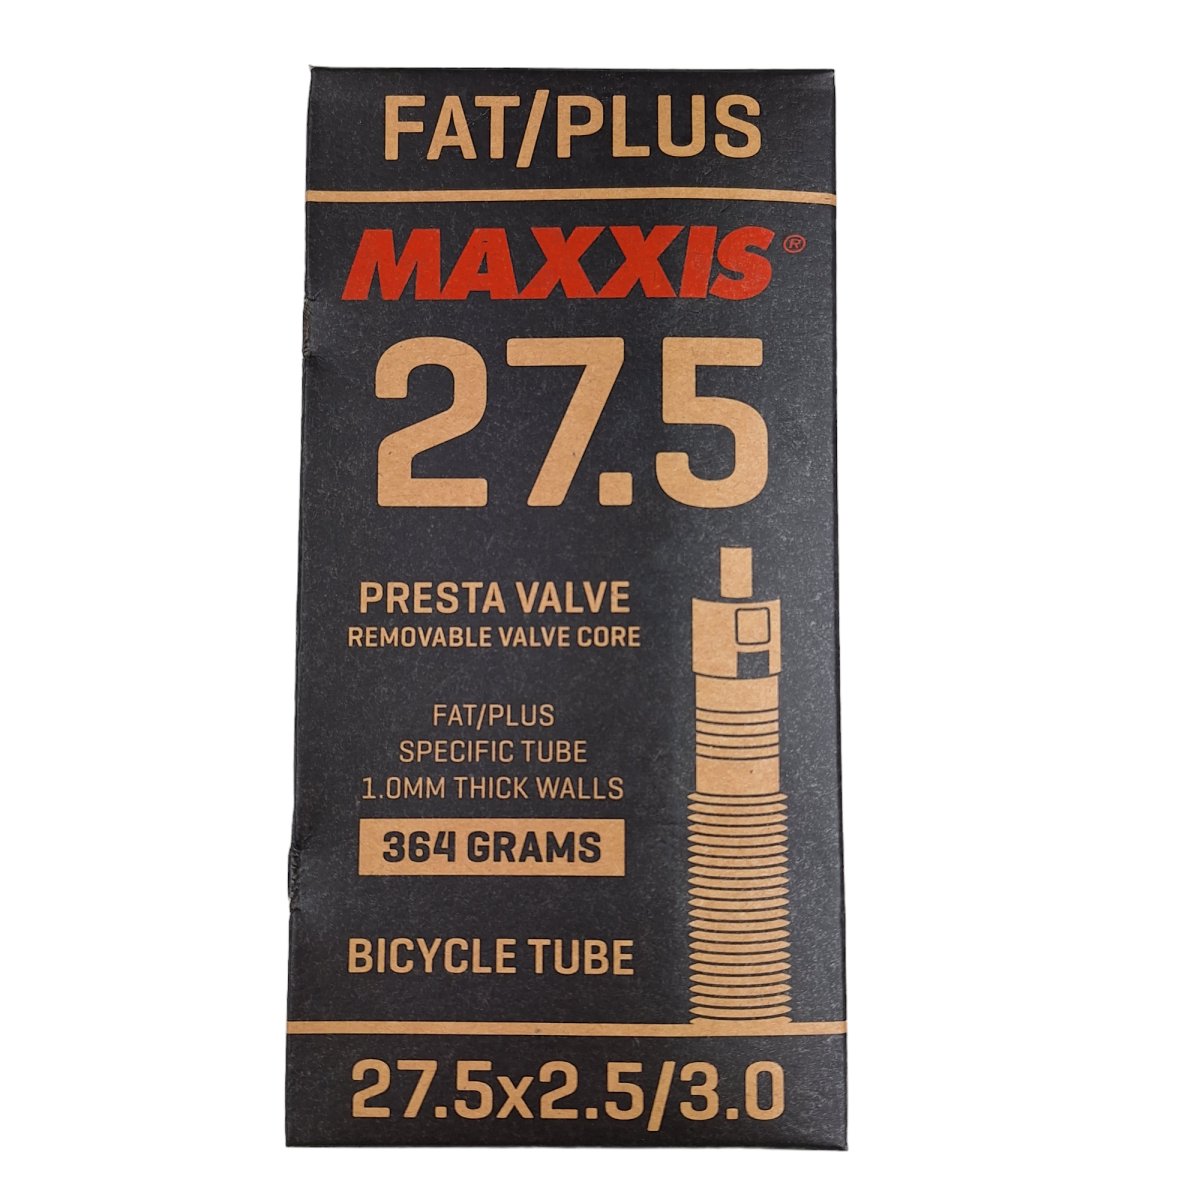 FAT/PLUS
MAXXIS®
27.5
PRESTA VALVE
REMOVABLE VALVE CORE
FAT/PLUS
SPECIFIC TUBE
1.0MM THICK WALLS
364 GRAMS
BICYCLE TUBE
27.5x2.5/3.0